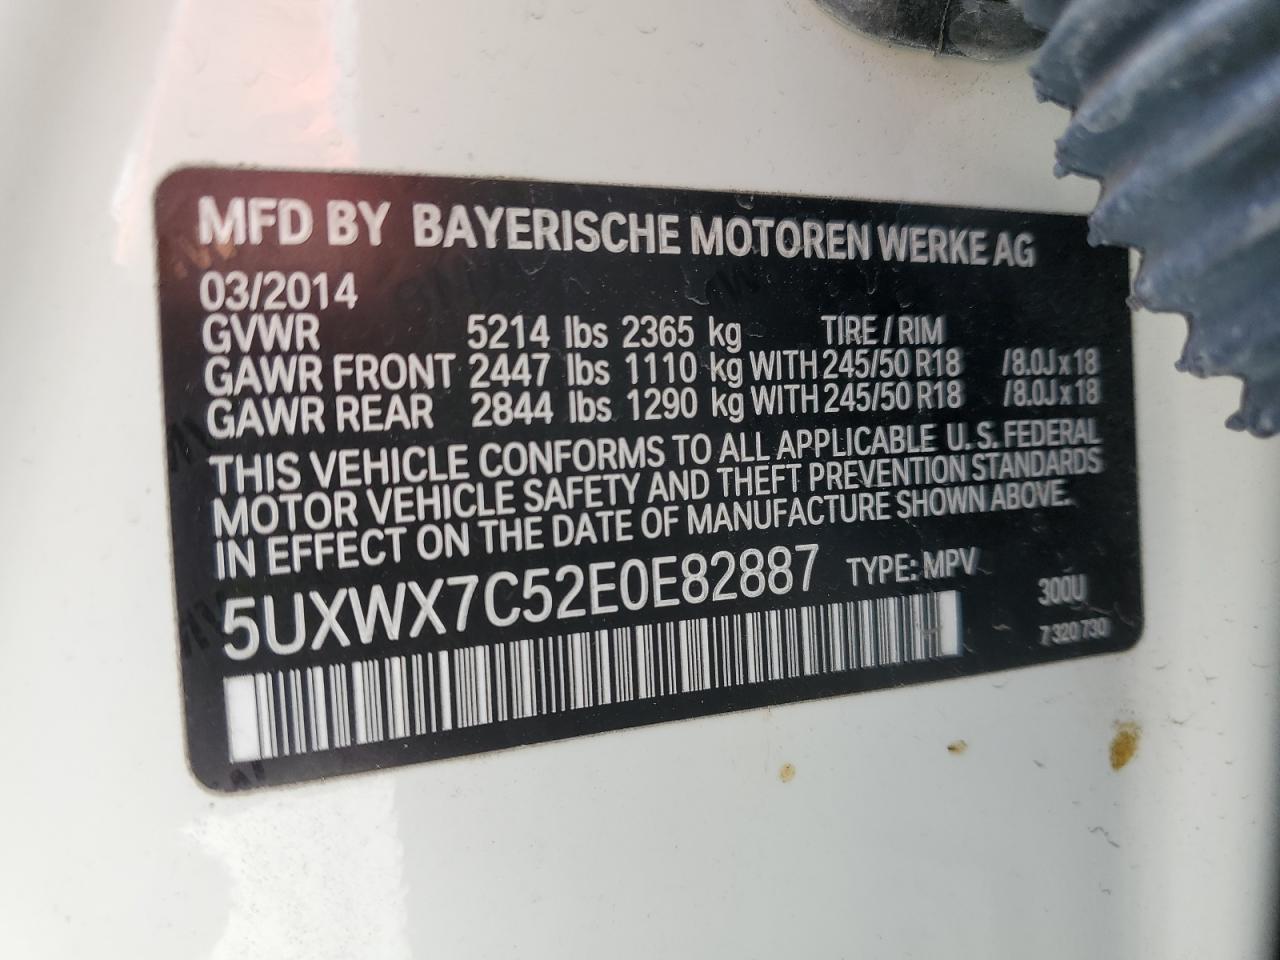 MFD BY BAYERISCHE MOTOREN WERKE AG
03/2014
GVWR 5214 lbs 2365 kg TIRE / RIM
GAWR FRONT 2447 lbs 1110 kg WITH 245/50 R18 /8.0J x 18
GAWR REAR 2844 lbs 1290 kg WITH 245/50 R18 /8.0J x 18
THIS VEHICLE CONFORMS TO ALL APPLICABLE U.S. FEDERAL
MOTOR VEHICLE SAFETY AND THEFT PREVENTION STANDARDS
IN EFFECT ON THE DATE OF MANUFACTURE SHOWN ABOVE.
5UXWX7C52E0E82887 TYPE: MPV
300U
7 320 730